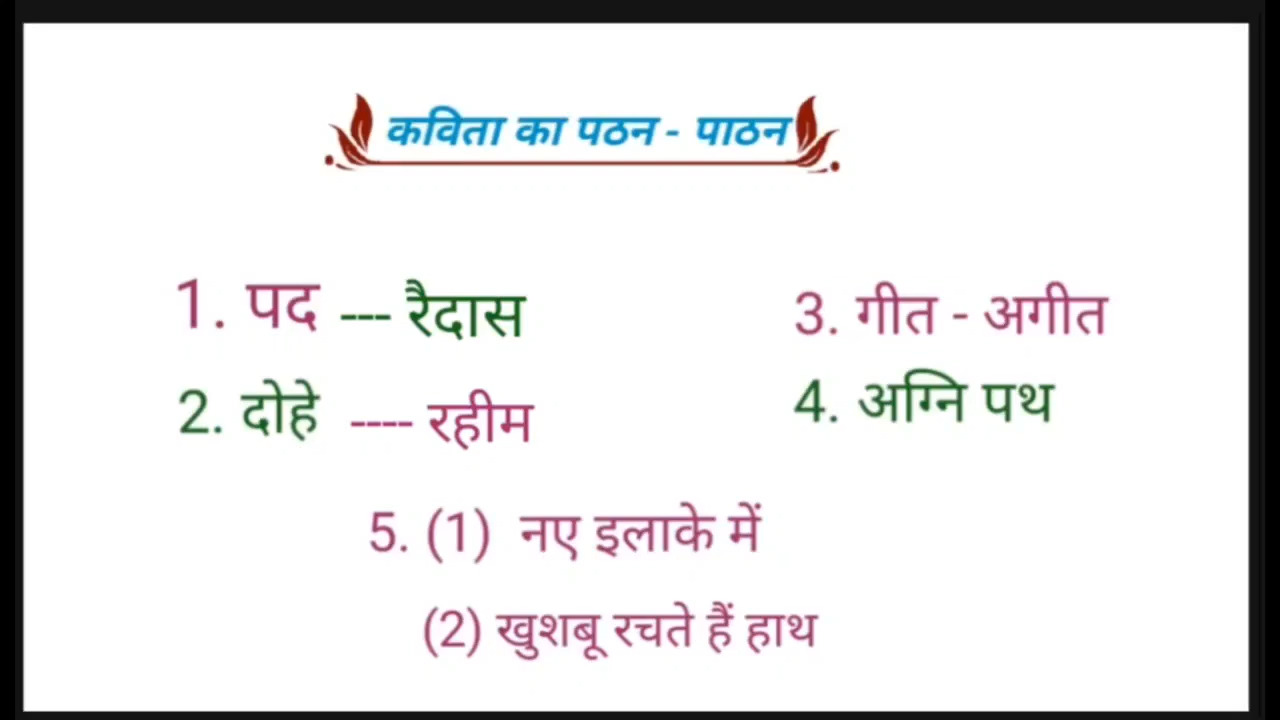 कविता का पठन - पाठन
1. पद --- रैदास
2. दोहे ---- रहीम
3. गीत - अगीत
4. अग्नि पथ
5. (1) नए इलाके में
(2) खुशबू रचते हैं हाथ